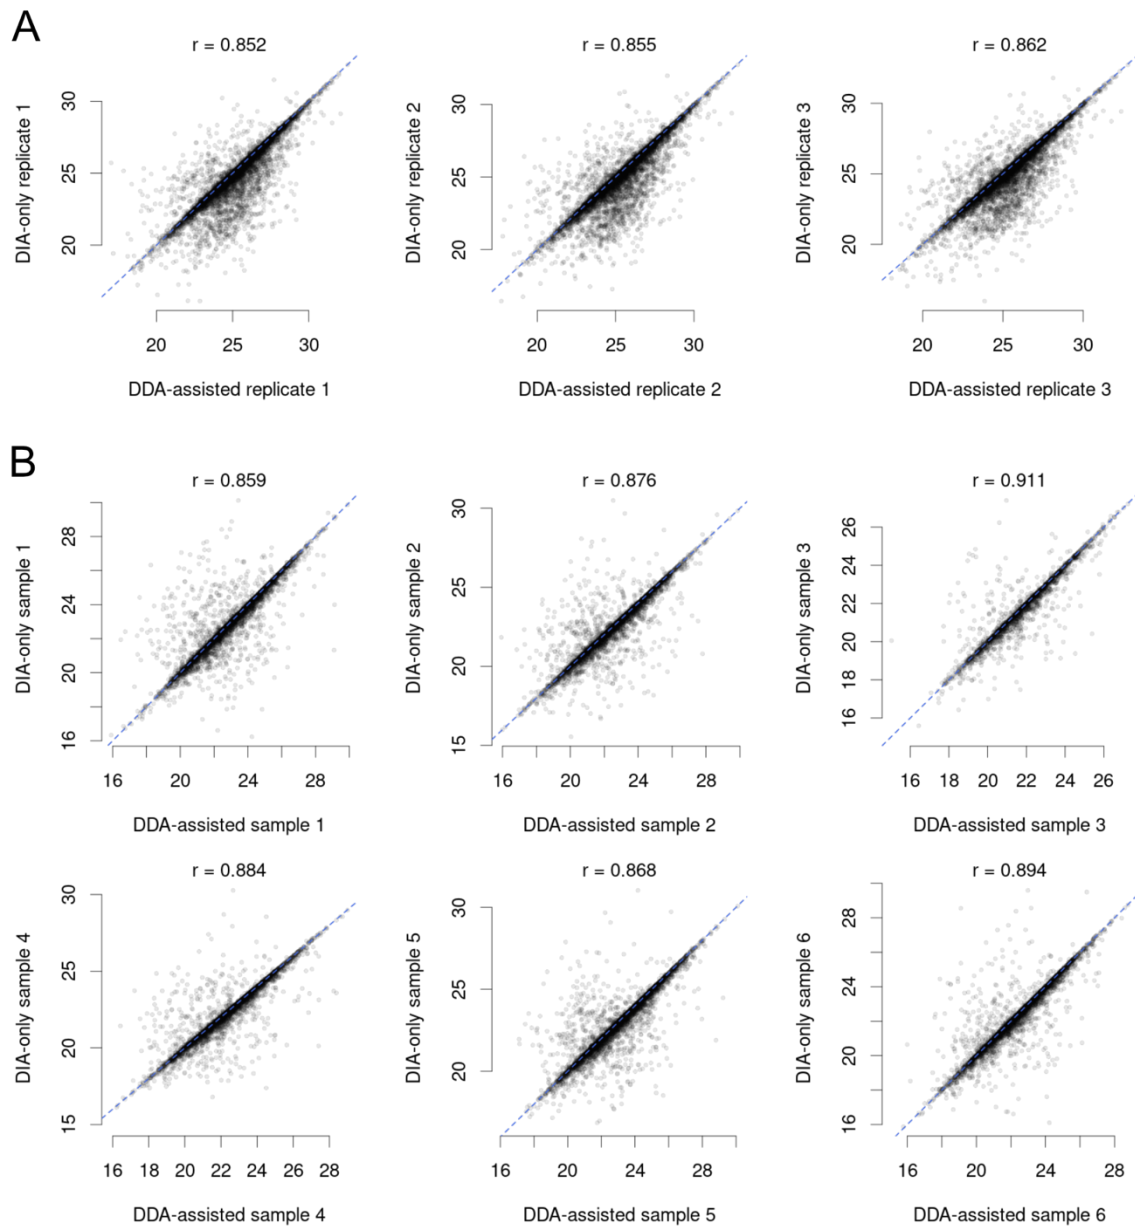 A
r = 0.852
DIA-only replicate 1
30
25
20
20 25 30
DDA-assisted replicate 1
r = 0.855
DIA-only replicate 2
30
25
20
20 25 30
DDA-assisted replicate 2
r = 0.862
DIA-only replicate 3
30
25
20
20 25 30
DDA-assisted replicate 3
B
r = 0.859
DIA-only sample 1
28
24
20
16
16 20 24 28
DDA-assisted sample 1
r = 0.876
DIA-only sample 2
30
25
20
15
16 20 24 28
DDA-assisted sample 2
r = 0.911
DIA-only sample 3
26
24
22
20
18
16
16 18 20 22 24 26
DDA-assisted sample 3
r = 0.884
DIA-only sample 4
30
25
20
15
16 18 20 22 24 26 28
DDA-assisted sample 4
r = 0.868
DIA-only sample 5
30
25
20
16 20 24 28
DDA-assisted sample 5
r = 0.894
DIA-only sample 6
28
24
20
16
16 20 24 28
DDA-assisted sample 6